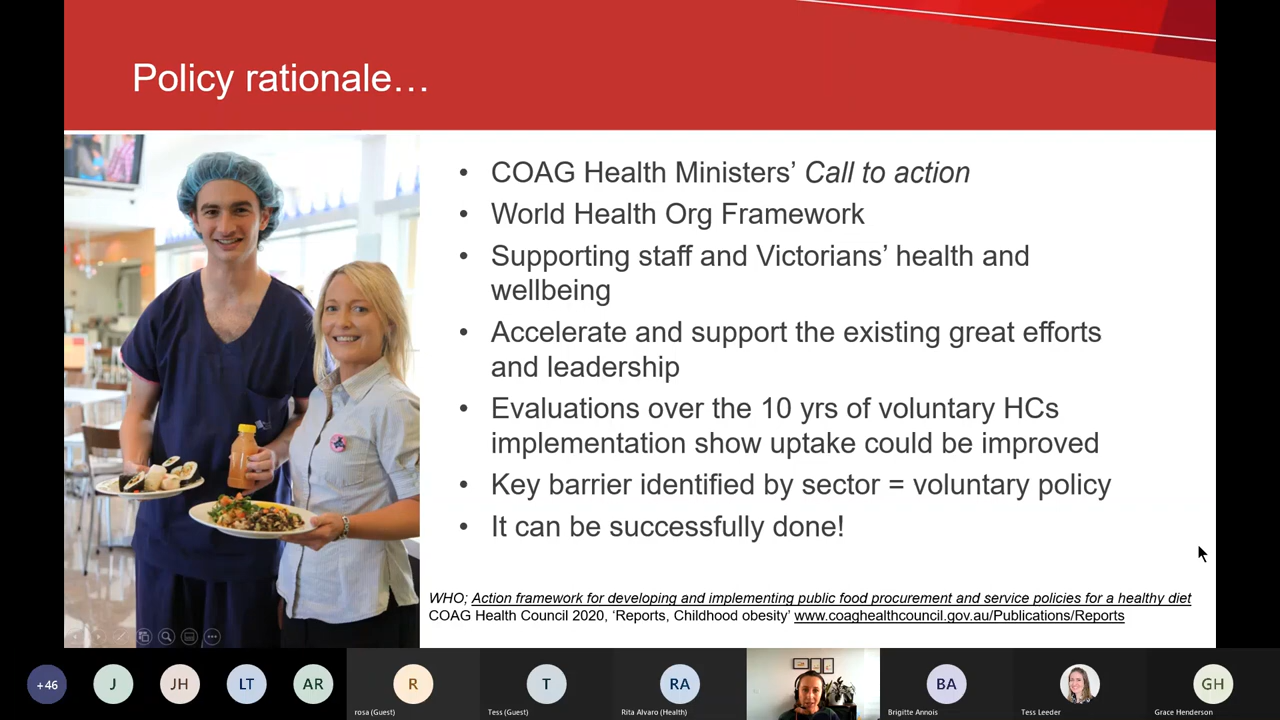 Policy rationale…
• COAG Health Ministers’ Call to action
• World Health Org Framework
• Supporting staff and Victorians’ health and
wellbeing
• Accelerate and support the existing great efforts
and leadership
• Evaluations over the 10 yrs of voluntary HCs
implementation show uptake could be improved
• Key barrier identified by sector = voluntary policy
• It can be successfully done!
WHO; Action framework for developing and implementing public food procurement and service policies for a healthy diet
COAG Health Council 2020, ‘Reports, Childhood obesity’ www.coaghealthcouncil.gov.au/Publications/Reports
+46
J
JH
LT
AR
R
T
RA
BA
GH
rosa (Guest)
Tess (Guest)
Rita Alvaro (Health)
Brigitte Annois
Tess Leeder
Grace Henderson